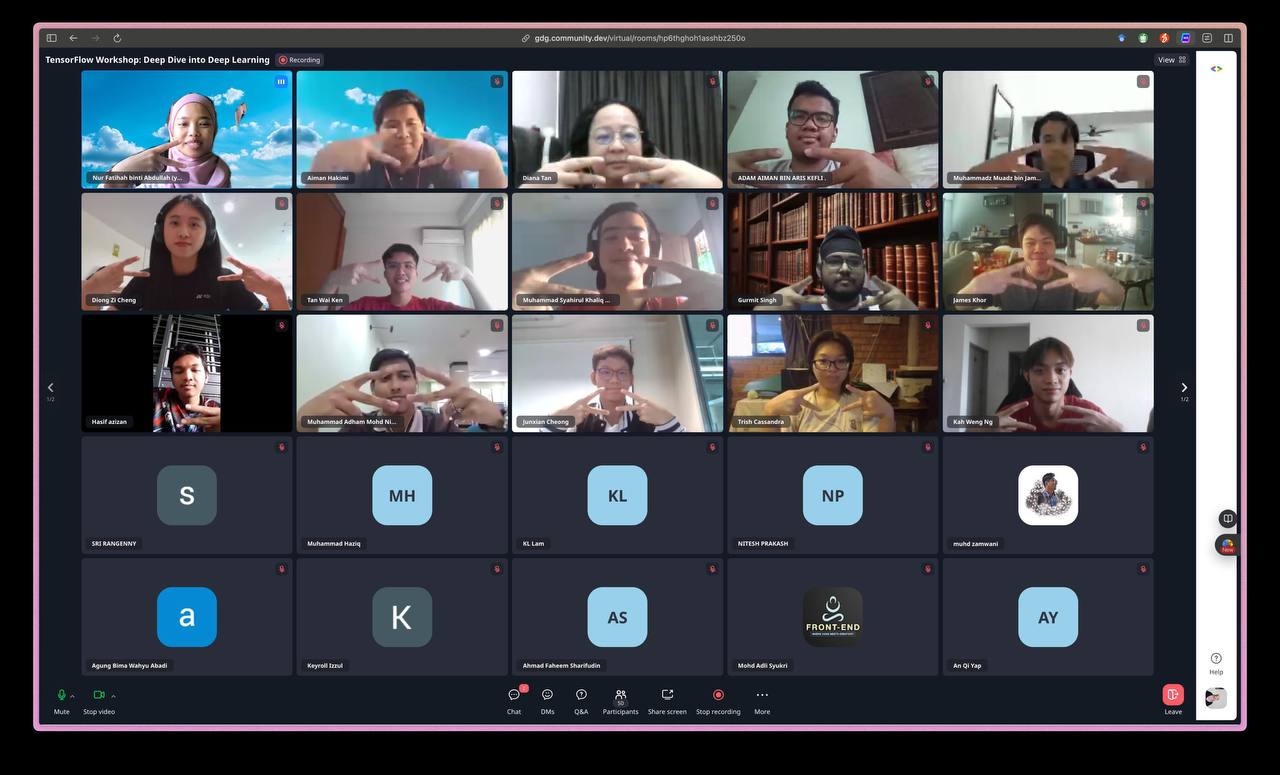 gdg.community.dev/virtual/rooms/hp6thghoh1asshbz250o
TensorFlow Workshop: Deep Dive into Deep Learning
Recording
View
Nur Fatihah binti Abdullah (y...
Aiman Hakimi
Diana Tan
ADAM AIMAN BIN ARIS KEFLI .
Muhammadz Muadz bin Jam...
Diong Zi Cheng
Tan Wai Ken
Muhammad Syahirul Khaliq ...
Gurmit Singh
James Khor
1/2
1/2
Hasif azizan
Muhammad Adham Mohd Ni...
Junxian Cheong
Trish Cassandra
Kah Weng Ng
S
MH
KL
NP
SRI RANGENNY
Muhammad Haziq
KL Lam
NITESH PRAKASH
muhd zamwani
New
a
K
AS
FRONT-END
AY
Agung Bima Wahyu Abadi
Keyroll Izzul
Ahmad Faheem Sharifudin
Mohd Adli Syukri
An Qi Yap
Help
Mute
Stop video
Chat
DMs
Q&A
50
Participants
Share screen
Stop recording
More
Leave